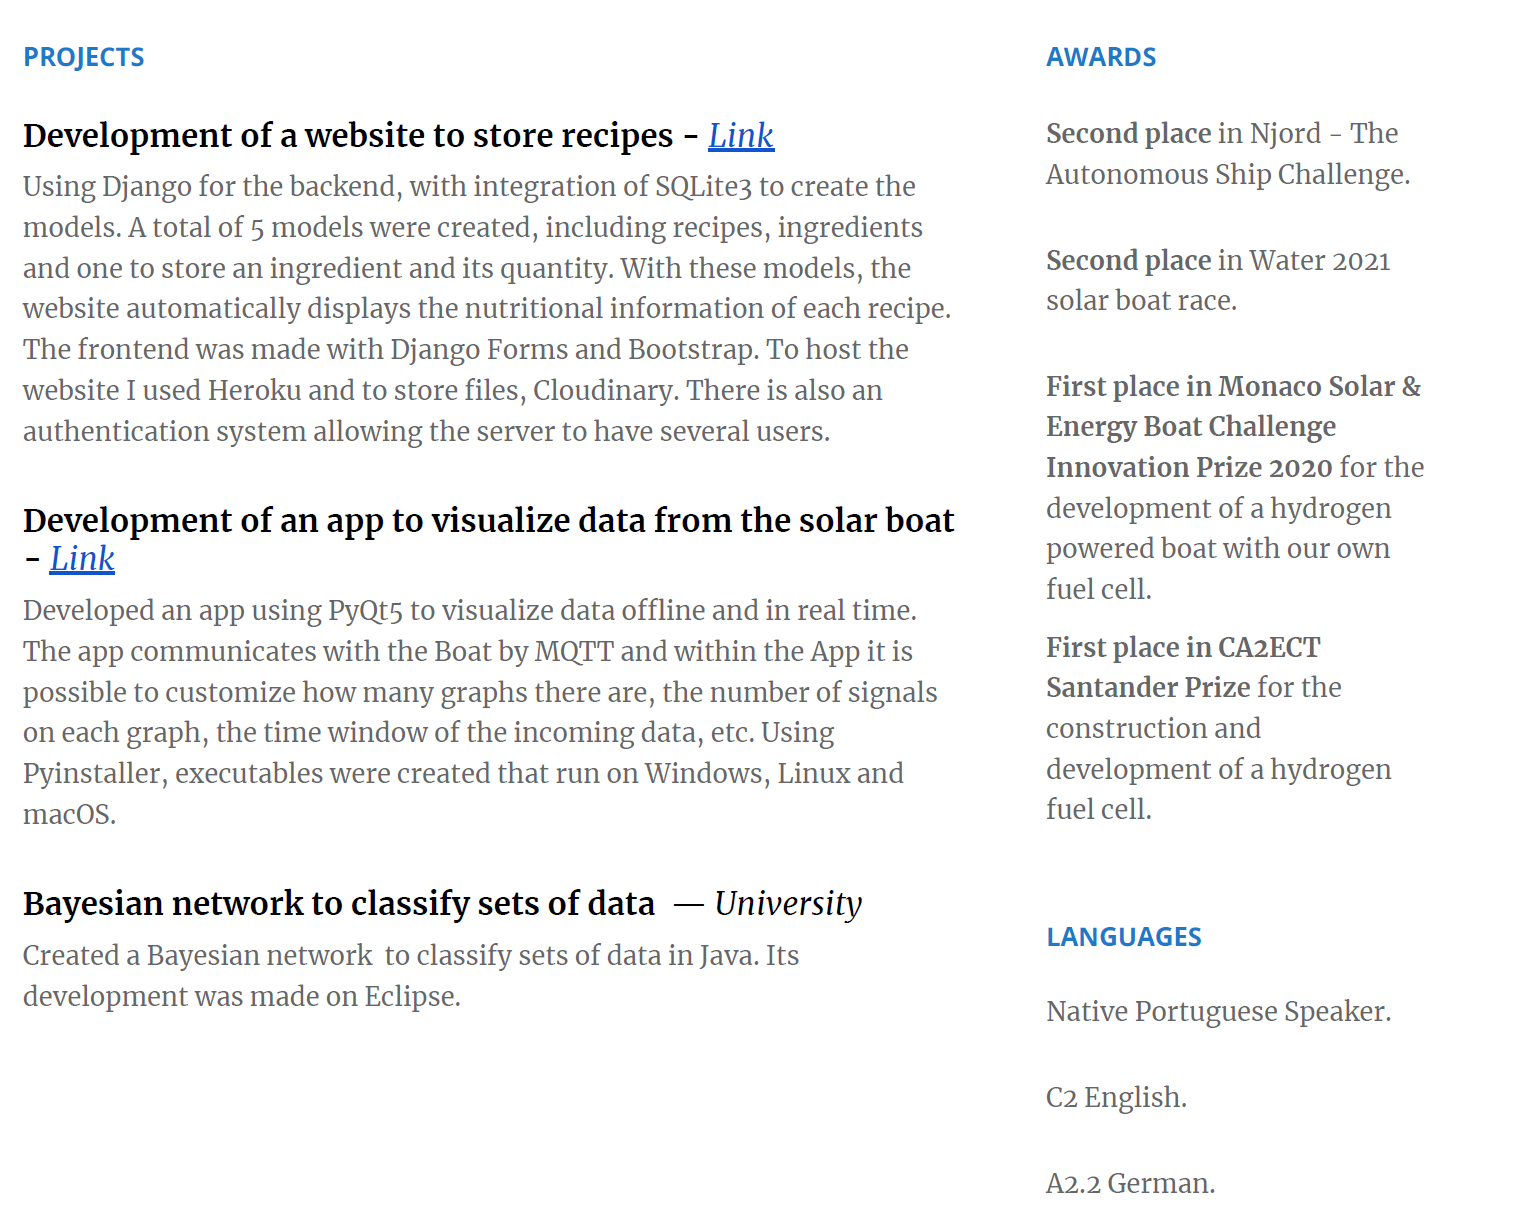 PROJECTS
Development of a website to store recipes - Link
Using Django for the backend, with integration of SQLite3 to create the
models. A total of 5 models were created, including recipes, ingredients
and one to store an ingredient and its quantity. With these models, the
website automatically displays the nutritional information of each recipe.
The frontend was made with Django Forms and Bootstrap. To host the
website I used Heroku and to store files, Cloudinary. There is also an
authentication system allowing the server to have several users.
Development of an app to visualize data from the solar boat
- Link
Developed an app using PyQt5 to visualize data offline and in real time.
The app communicates with the Boat by MQTT and within the App it is
possible to customize how many graphs there are, the number of signals
on each graph, the time window of the incoming data, etc. Using
Pyinstaller, executables were created that run on Windows, Linux and
macOS.
Bayesian network to classify sets of data — University
Created a Bayesian network to classify sets of data in Java. Its
development was made on Eclipse.
AWARDS
Second place in Njord - The
Autonomous Ship Challenge.
Second place in Water 2021
solar boat race.
First place in Monaco Solar &
Energy Boat Challenge
Innovation Prize 2020 for the
development of a hydrogen
powered boat with our own
fuel cell.
First place in CA2ECT
Santander Prize for the
construction and
development of a hydrogen
fuel cell.
LANGUAGES
Native Portuguese Speaker.
C2 English.
A2.2 German.